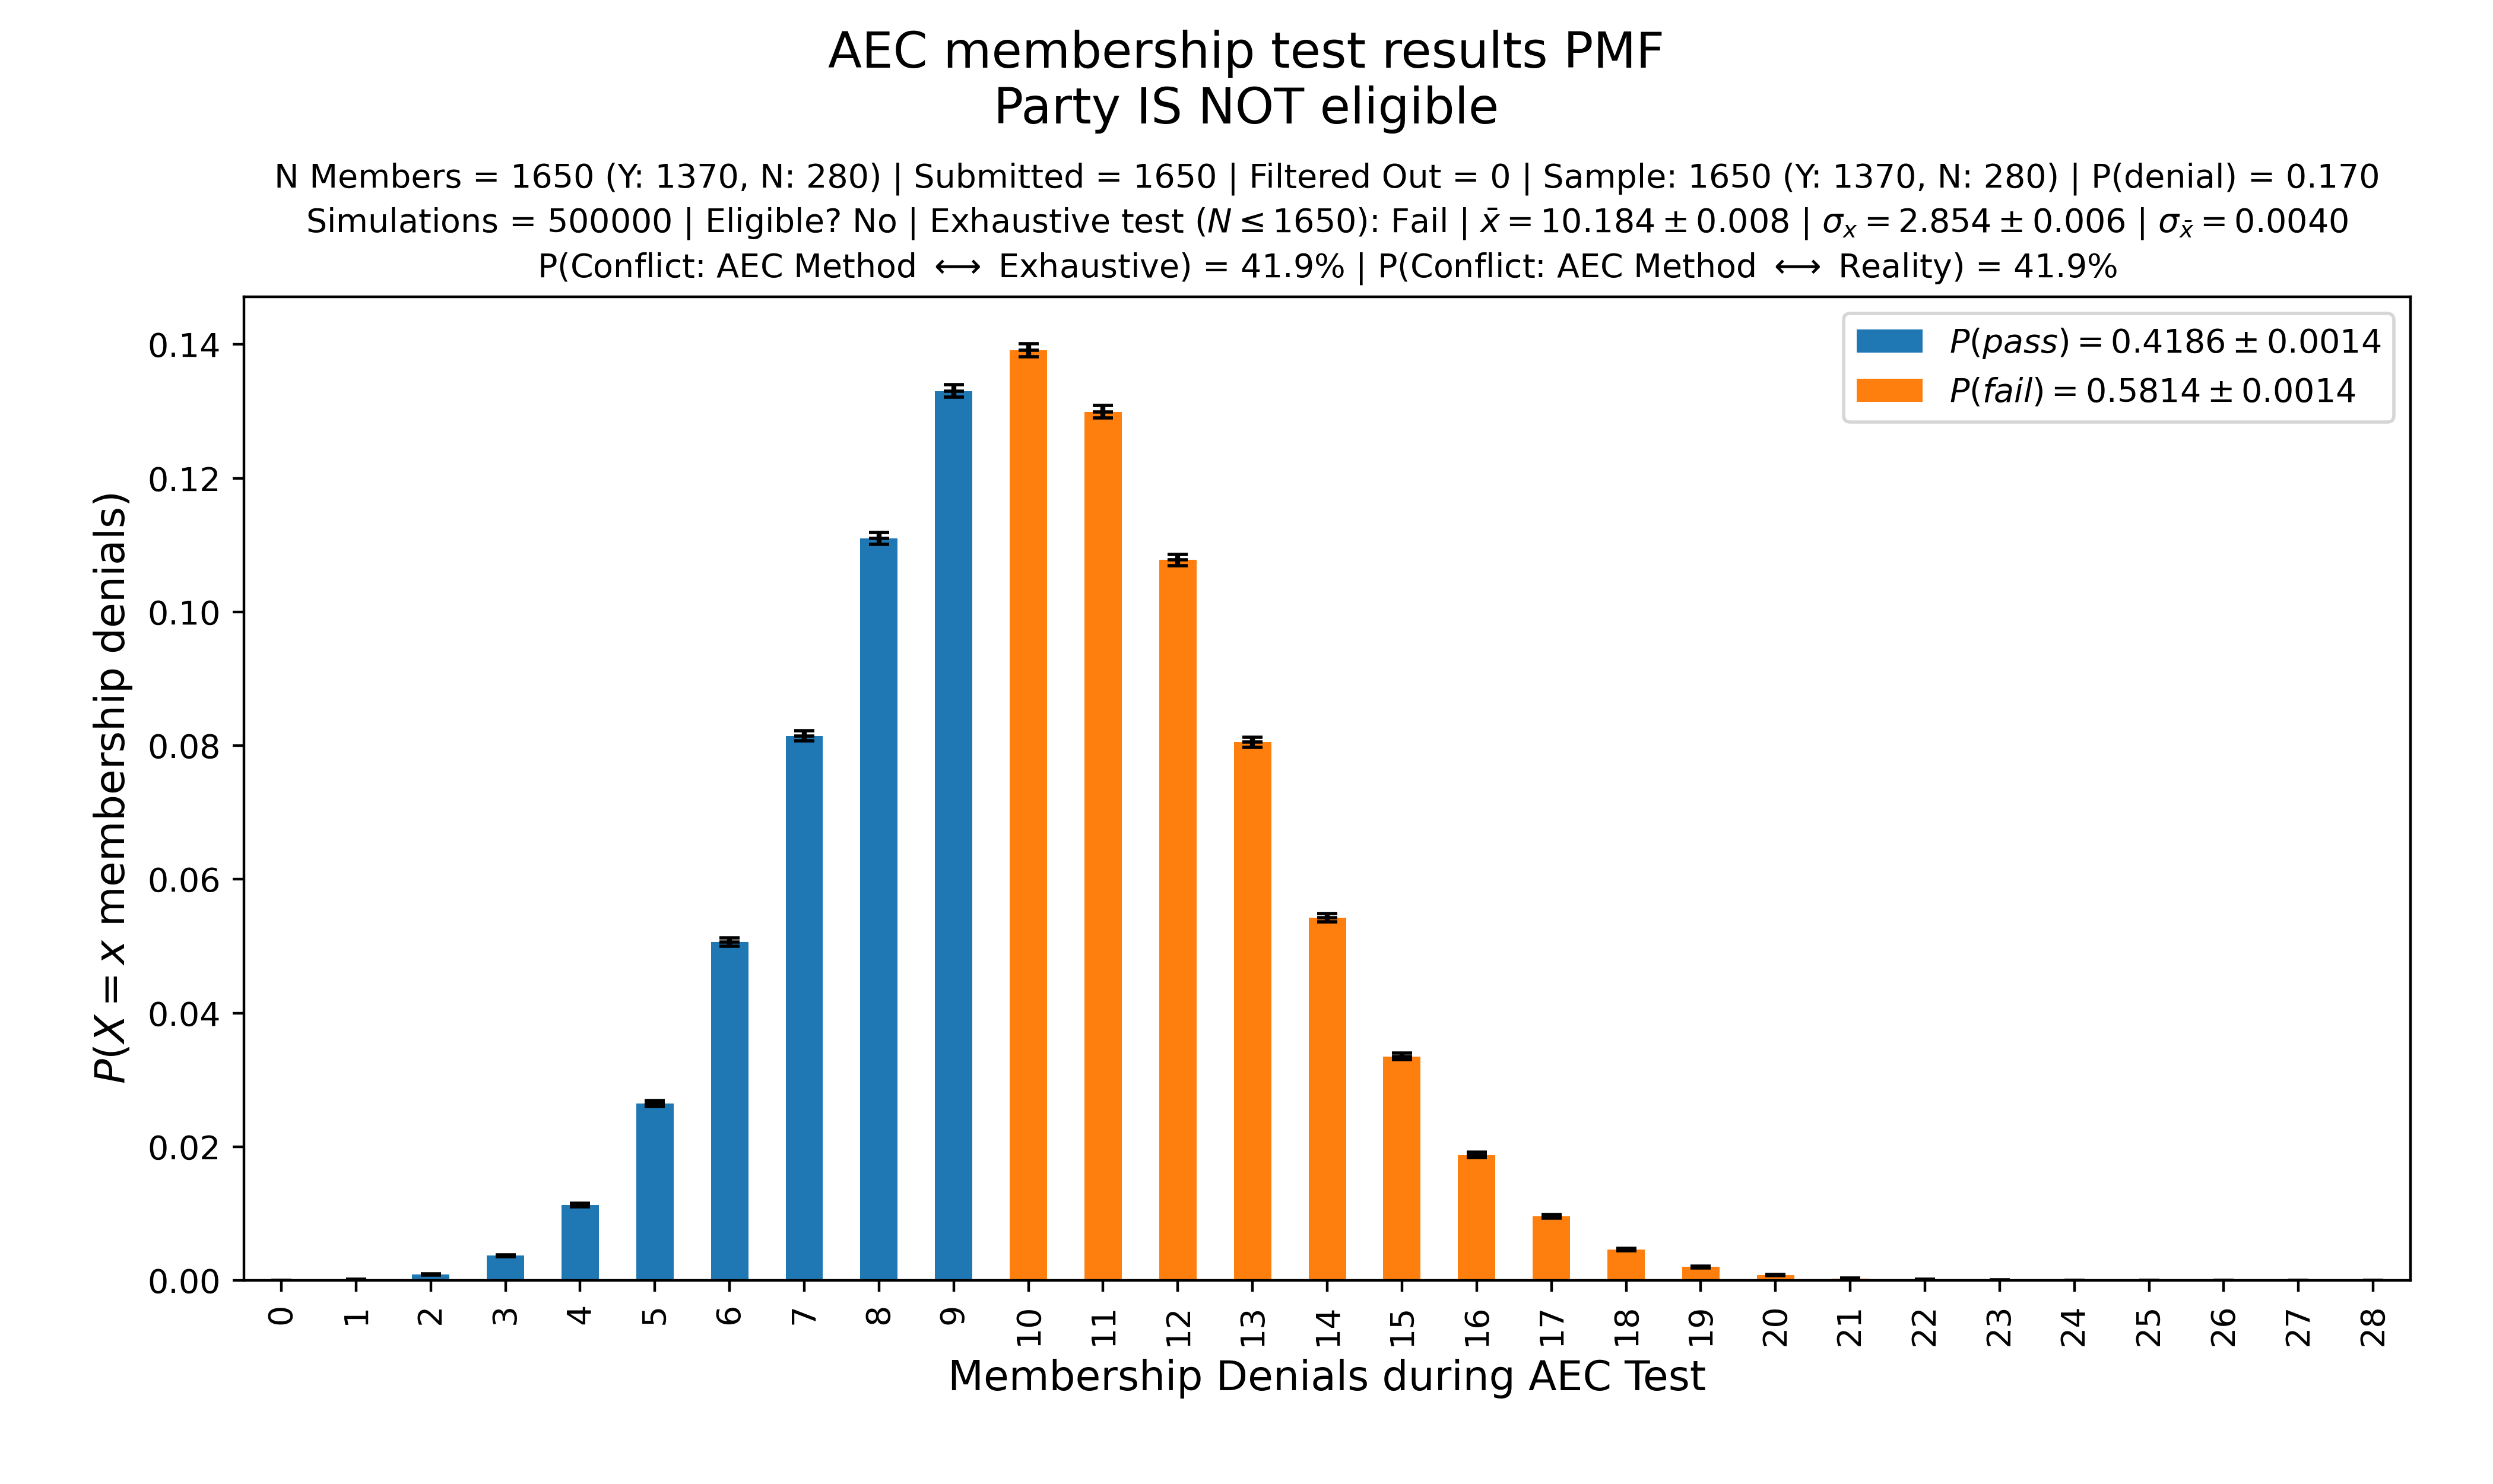 AEC membership test results PMF
Party IS NOT eligible
N Members = 1650 (Y: 1370, N: 280) | Submitted = 1650 | Filtered Out = 0 | Sample: 1650 (Y: 1370, N: 280) | P(denial) = 0.170
Simulations = 500000 | Eligible? No | Exhaustive test (N ≤ 1650): Fail | x̄ = 10.184 ± 0.008 | σₓ = 2.854 ± 0.006 | σ_x̄ = 0.0040
P(Conflict: AEC Method ⟷ Exhaustive) = 41.9% | P(Conflict: AEC Method ⟷ Reality) = 41.9%
P(pass) = 0.4186 ± 0.0014
P(fail) = 0.5814 ± 0.0014
P(X = x membership denials)
0.14
0.12
0.10
0.08
0.06
0.04
0.02
0.00
0 1 2 3 4 5 6 7 8 9 10 11 12 13 14 15 16 17 18 19 20 21 22 23 24 25 26 27 28
Membership Denials during AEC Test